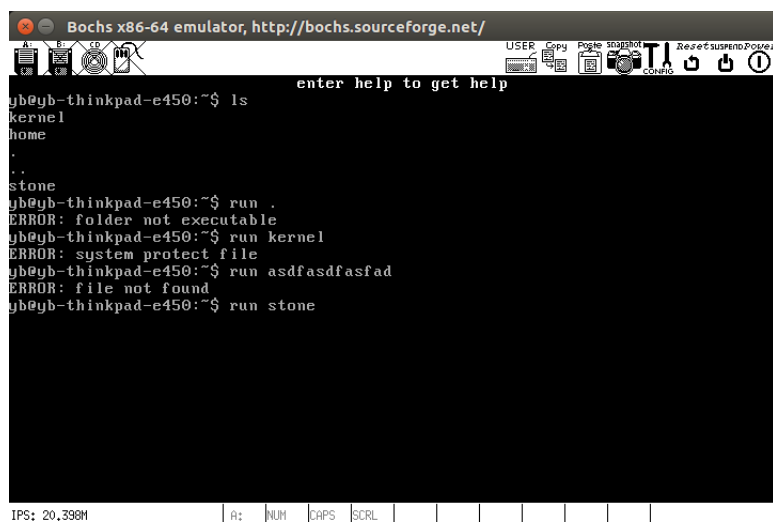 Bochs x86-64 emulator, http://bochs.sourceforge.net/
A: B: CD USER Copy Paste snapshot CONFIG Reset SUSPEND Power
enter help to get help
yb@yb-thinkpad-e450:~$ ls
kernel
home
.
..
stone
yb@yb-thinkpad-e450:~$ run .
ERROR: folder not executable
yb@yb-thinkpad-e450:~$ run kernel
ERROR: system protect file
yb@yb-thinkpad-e450:~$ run asdfasdfasfad
ERROR: file not found
yb@yb-thinkpad-e450:~$ run stone
IPS: 20,398M A: NUM CAPS SCRL